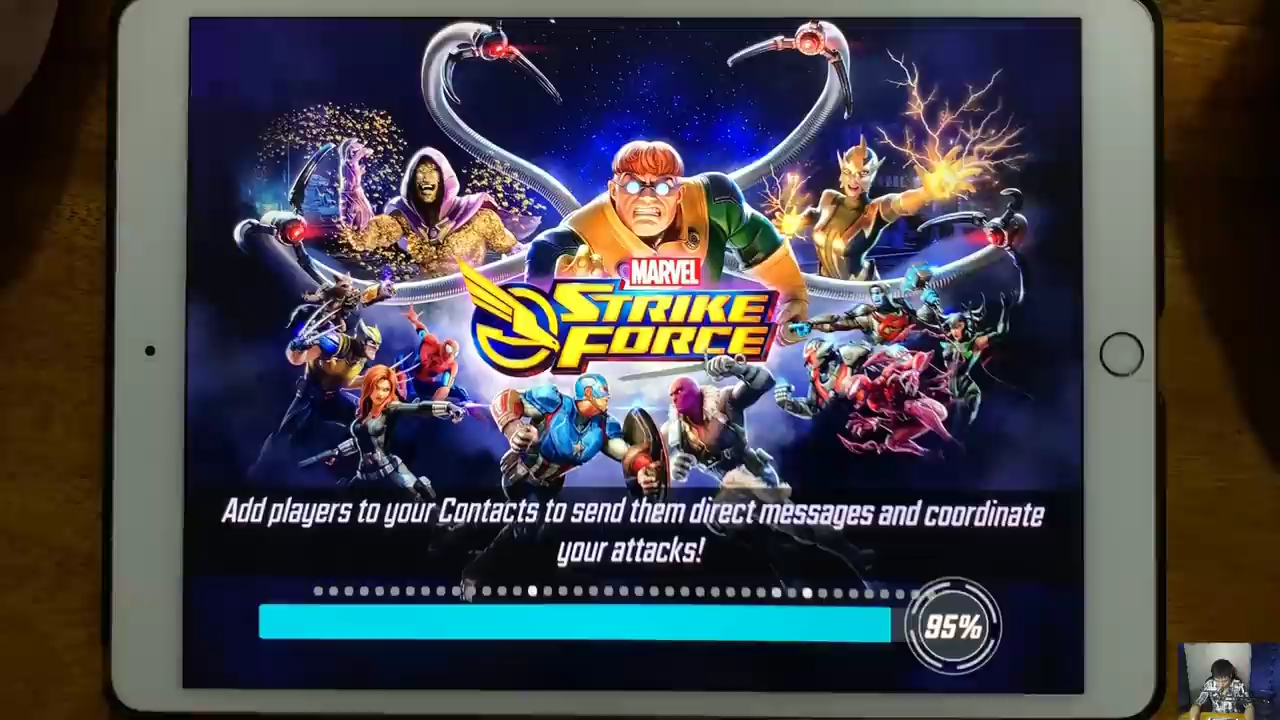 MARVEL
STRIKE
FORCE
Add players to your Contacts to send them direct messages and coordinate
your attacks!
95%